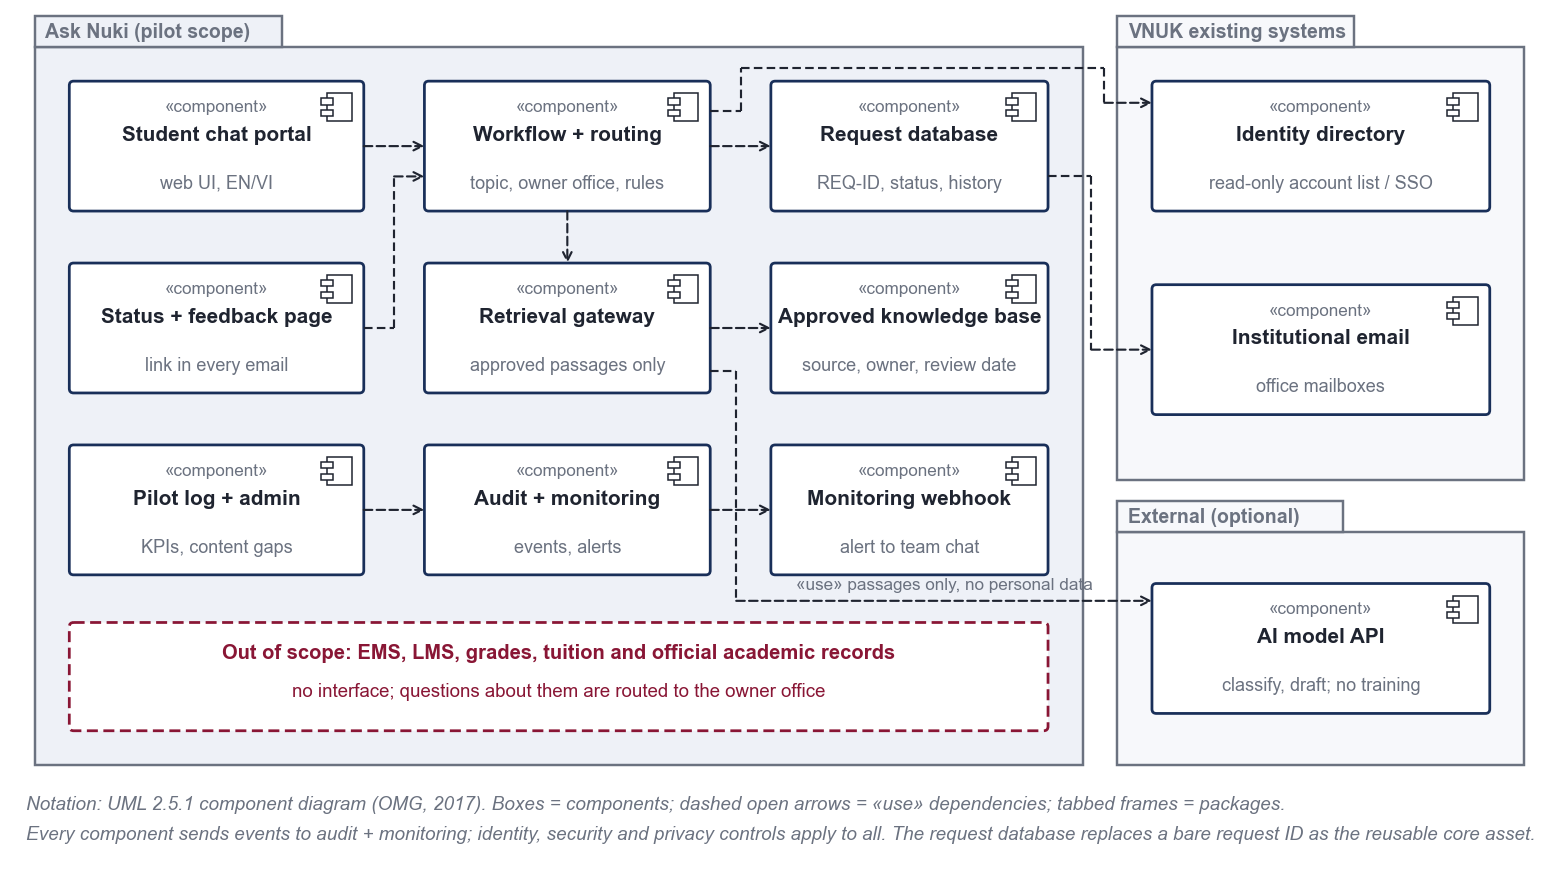 Ask Nuki (pilot scope)
VNUK existing systems
«component»
Student chat portal
web UI, EN/VI
«component»
Workflow + routing
topic, owner office, rules
«component»
Request database
REQ-ID, status, history
«component»
Identity directory
read-only account list / SSO
«component»
Status + feedback page
link in every email
«component»
Retrieval gateway
approved passages only
«component»
Approved knowledge base
source, owner, review date
«component»
Institutional email
office mailboxes
«component»
Pilot log + admin
KPIs, content gaps
«component»
Audit + monitoring
events, alerts
«component»
Monitoring webhook
alert to team chat
External (optional)
«use» passages only, no personal data
«component»
AI model API
classify, draft; no training
Out of scope: EMS, LMS, grades, tuition and official academic records
no interface; questions about them are routed to the owner office
Notation: UML 2.5.1 component diagram (OMG, 2017). Boxes = components; dashed open arrows = «use» dependencies; tabbed frames = packages.
Every component sends events to audit + monitoring; identity, security and privacy controls apply to all. The request database replaces a bare request ID as the reusable core asset.